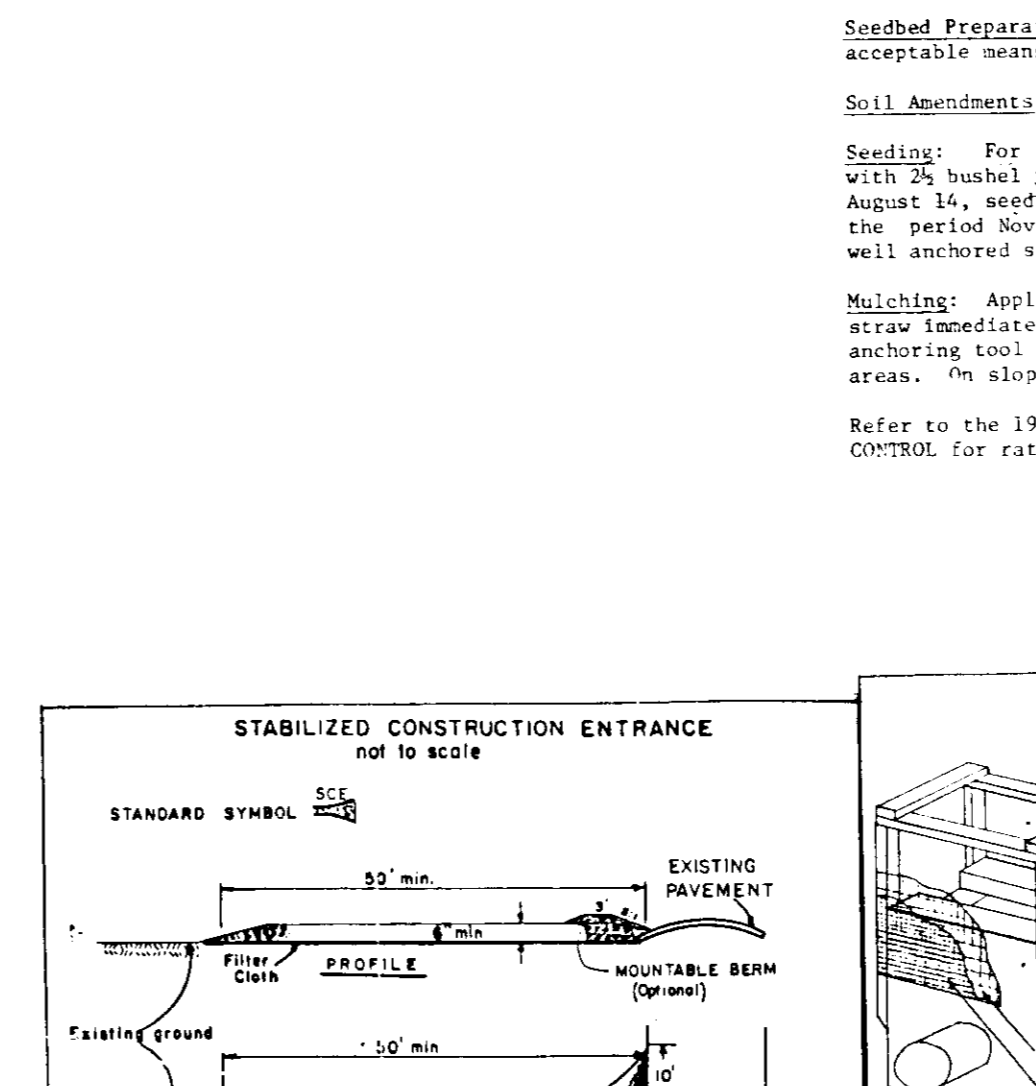 Seedbed Prepara
acceptable mean
Soil Amendments
Seeding: For
with 2½ bushel
August 14, seed
the period Nov
well anchored s
Mulching: Appl
straw immediate
anchoring tool
areas. On slop
Refer to the 19
CONTROL for rat
STABILIZED CONSTRUCTION ENTRANCE
not to scale
STANDARD SYMBOL SCE
50' min.
EXISTING
PAVEMENT
3'
min
Filter
Cloth
PROFILE
MOUNTABLE BERM
(Optional)
Existing ground
50' min
10'